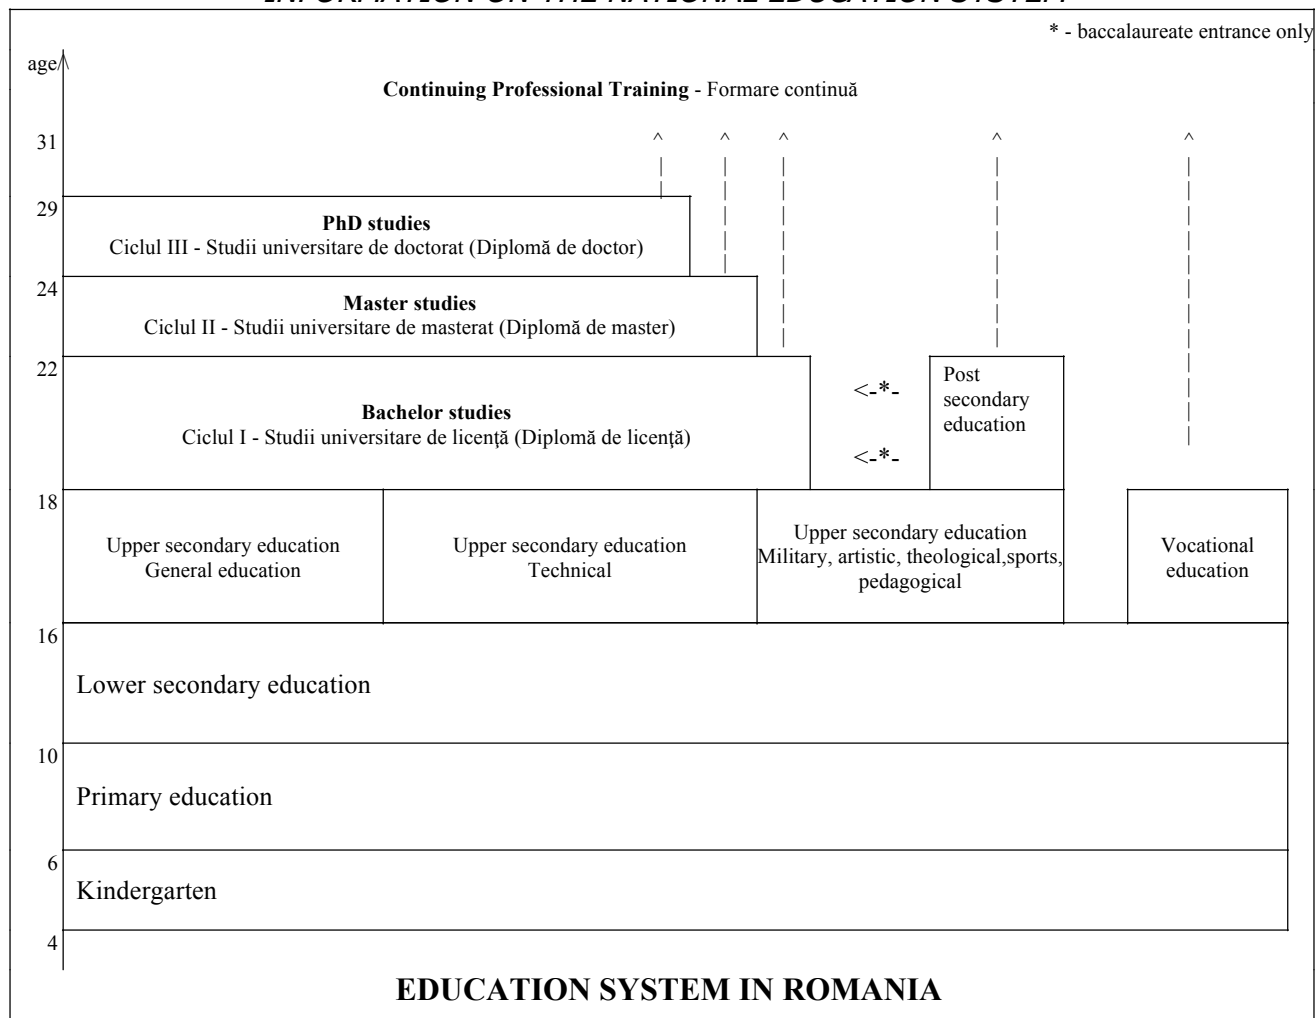 INFORMATION ON THE NATIONAL EDUCATION SYSTEM
* - baccalaureate entrance only
age
Continuing Professional Training - Formare continuă
31
29
PhD studies
Ciclul III - Studii universitare de doctorat (Diplomă de doctor)
24
Master studies
Ciclul II - Studii universitare de masterat (Diplomă de master)
22
Bachelor studies
Ciclul I - Studii universitare de licenţă (Diplomă de licenţă)
<-*-
<-*-
Post
secondary
education
18
Upper secondary education
General education
Upper secondary education
Technical
Upper secondary education
Military, artistic, theological,sports,
pedagogical
Vocational
education
16
Lower secondary education
10
Primary education
6
Kindergarten
4
EDUCATION SYSTEM IN ROMANIA